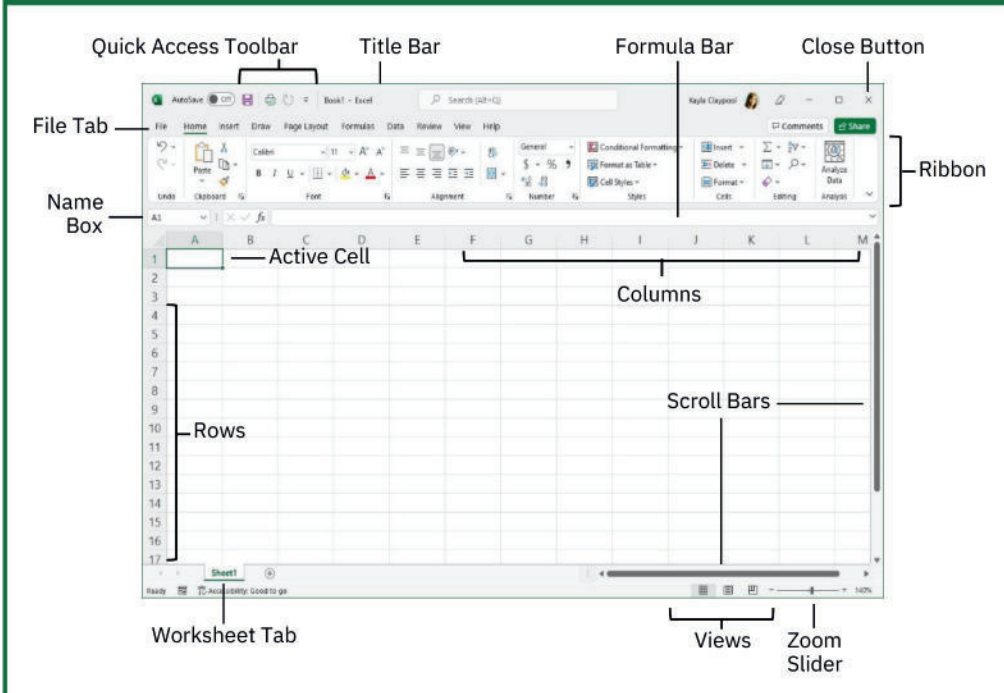 Quick Access Toolbar Title Bar Formula Bar Close Button
AutoSave Off Book1 - Excel Search (Alt+Q) Kayla Claypool
File Tab
File Home Insert Draw Page Layout Formulas Data Review View Help Comments Share
Paste Calibri 11 A A General Conditional Formatting Insert Σ
B I U A $ % Format as Table Delete Analyze
Cell Styles Format Data
Undo Clipboard Font Alignment Number Styles Cells Editing Analysis
Ribbon
Name
Box
A1 fx
A B C D E F G H I J K L M
1 Active Cell
2
3 Columns
4
5
6
7
8
9 Scroll Bars
10 Rows
11
12
13
14
15
16
17
Sheet1
Ready Accessibility: Good to go 140%
Worksheet Tab Views Zoom
Slider